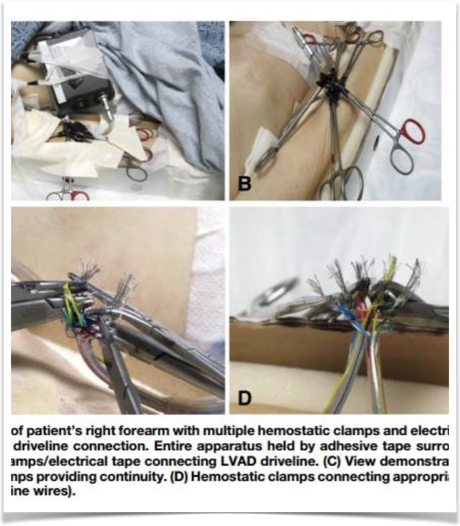 B
D
of patient's right forearm with multiple hemostatic clamps and electri
driveline connection. Entire apparatus held by adhesive tape surro
amps/electrical tape connecting LVAD driveline. (C) View demonstra
nps providing continuity. (D) Hemostatic clamps connecting appropri
ine wires).